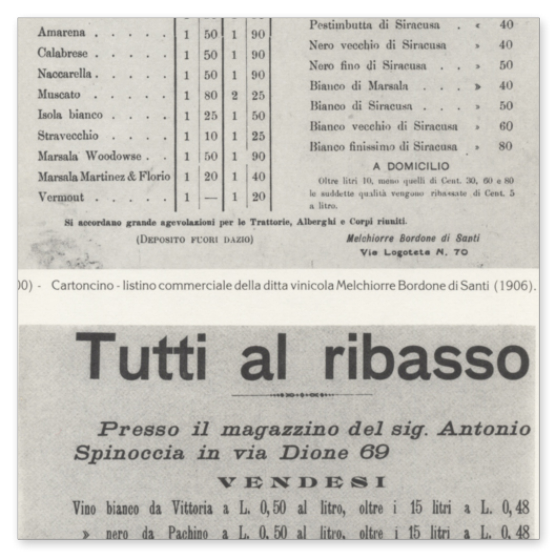 Amarena . . . . . 1 50 1 90
Calabrese . . . . . 1 50 1 90
Naccarella . . . . . 1 50 1 90
Muscato . . . . . 1 80 2 25
Isola bianco . . . . 1 25 1 50
Stravecchio . . . . 1 10 1 25
Marsala Woodowse . . 1 50 1 90
Marsala Martinez & Florio 1 20 1 40
Vermout . . . . . 1 — 1 20
Pestimbutta di Siracusa . « 40
Nero vecchio di Siracusa » 40
Nero fino di Siracusa . » 50
Bianco di Marsala . . . » 40
Bianco di Siracusa . . . » 50
Bianco vecchio di Siracusa » 60
Bianco finissimo di Siracusa » 80
A DOMICILIO
Oltre litri 10, meno quelli di Cent. 30, 60 e 80
le suddette qualità vengono ribassate di Cent. 5
a litro.
Si accordano grande agevolazioni per le Trattorie, Alberghi e Corpi riuniti.
(DEPOSITO FUORI DAZIO)
Melchiorre Bordone di Santi
Via Logoteta N. 70
00) - Cartoncino - listino commerciale della ditta vinicola Melchiorre Bordone di Santi (1906).
Tutti al ribasso
Presso il magazzino del sig. Antonio
Spinoccia in via Dione 69
VENDESI
Vino bianco da Vittoria a L. 0,50 al litro, oltre i 15 litri a L. 0,48
» nero da Pachino a L. 0,50 al litro, oltre i 15 litri a L. 0,48